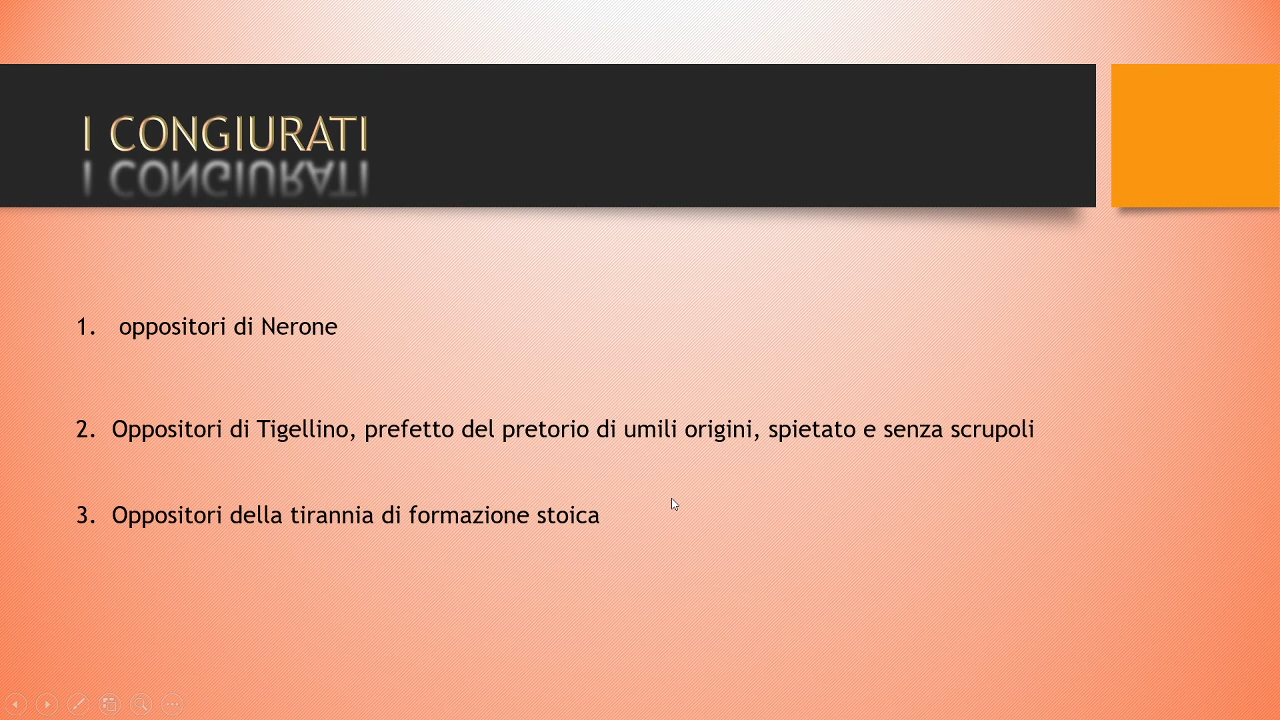 I CONGIURATI
1. oppositori di Nerone
2. Oppositori di Tigellino, prefetto del pretorio di umili origini, spietato e senza scrupoli
3. Oppositori della tirannia di formazione stoica